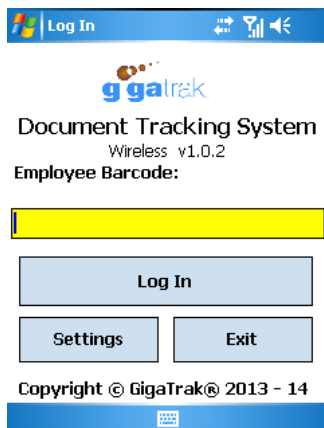 Log In
gigatrak
Document Tracking System
Wireless v1.0.2
Employee Barcode:
Log In
Settings Exit
Copyright © GigaTrak® 2013 - 14